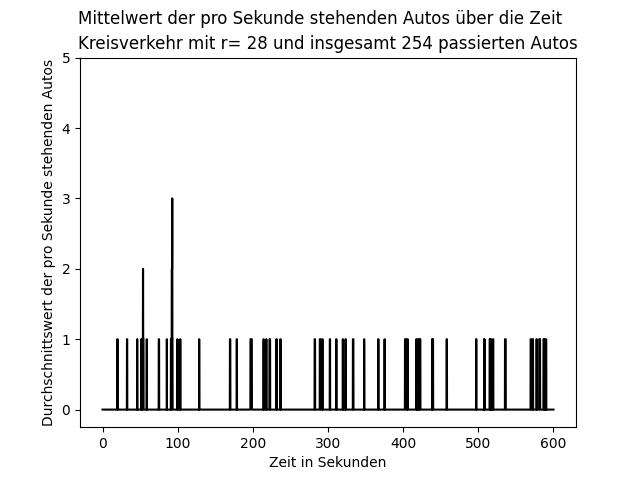 Mittelwert der pro Sekunde stehenden Autos über die Zeit
Kreisverkehr mit r= 28 und insgesamt 254 passierten Autos
Durchschnittswert der pro Sekunde stehenden Autos
5
4
3
2
1
0
0 100 200 300 400 500 600
Zeit in Sekunden